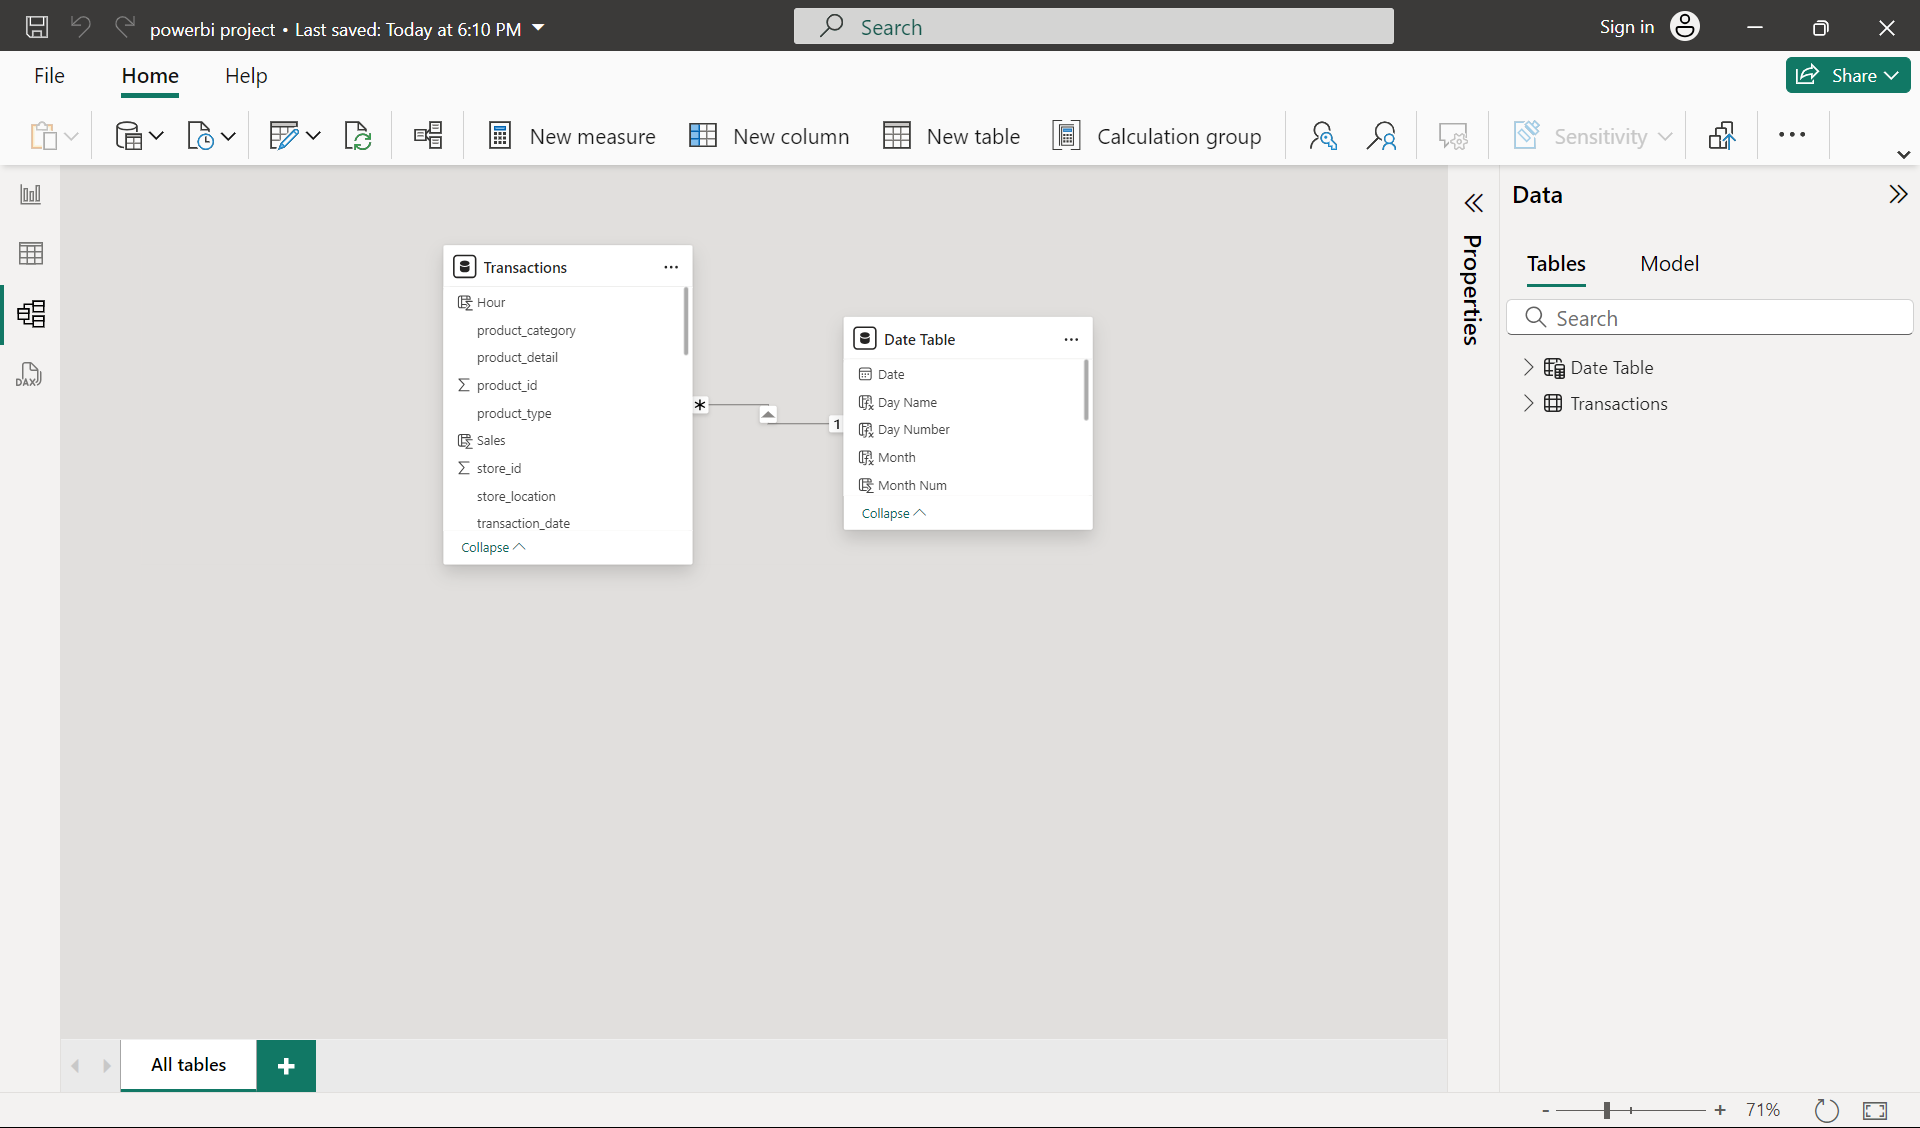 powerbi project • Last saved: Today at 6:10 PM
Search
Sign in
File
Home
Help
Share
New measure
New column
New table
Calculation group
Sensitivity
DAX
Transactions
Hour
product_category
product_detail
product_id
product_type
Sales
store_id
store_location
transaction_date
Collapse
*
1
Date Table
Date
Day Name
Day Number
Month
Month Num
Collapse
Properties
Data
Tables
Model
Search
Date Table
Transactions
All tables
+
- + 71%